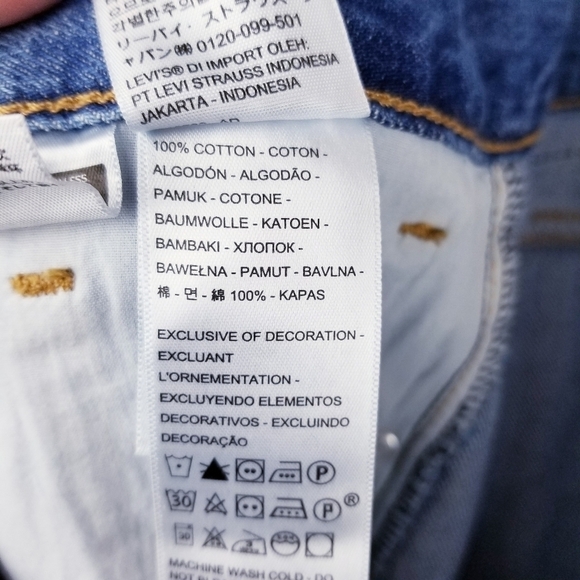 リーバイ・ストラウス
ャパン㈱ 0120-099-501
LEVI'S® DI IMPORT OLEH:
PT LEVI STRAUSS INDONESIA
JAKARTA - INDONESIA
100% COTTON - COTON -
ALGODÓN - ALGODÃO -
PAMUK - COTONE -
BAUMWOLLE - KATOEN -
BAMBAKI - ХЛОПОК -
BAWEŁNA - PAMUT - BAVLNA -
棉 - 면 - 綿 100% - KAPAS
EXCLUSIVE OF DECORATION -
EXCLUANT
L'ORNEMENTATION -
EXCLUYENDO ELEMENTOS
DECORATIVOS - EXCLUINDO
DECORAÇÃO
P
30 P ®
30
MACHINE WASH COLD - DO